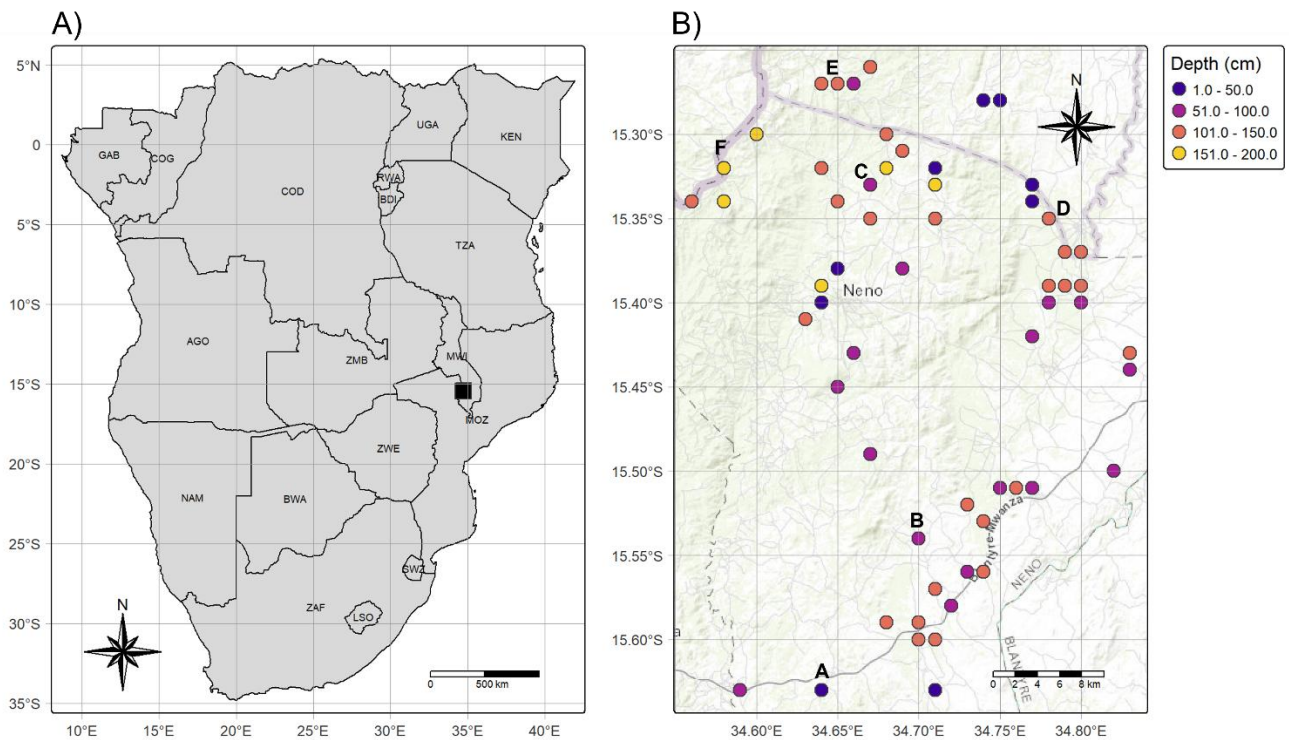 A)
5°N
0
5°S
10°S
15°S
20°S
25°S
30°S
35°S
10°E
15°E
20°E
25°E
30°E
35°E
40°E
GAB
COG
COD
UGA
KEN
RWA
BDI
TZA
AGO
ZMB
MWI
MOZ
ZWE
NAM
BWA
SWZ
ZAF
LSO
N
0 500 km
B)
15.30°S
15.35°S
15.40°S
15.45°S
15.50°S
15.55°S
15.60°S
34.60°E
34.65°E
34.70°E
34.75°E
34.80°E
E
F
C
D
Neno
B
Blantyre-Mwanza
NENO
BLANTYRE
A
a
N
0 2 4 6 8 km
Depth (cm)
1.0 - 50.0
51.0 - 100.0
101.0 - 150.0
151.0 - 200.0